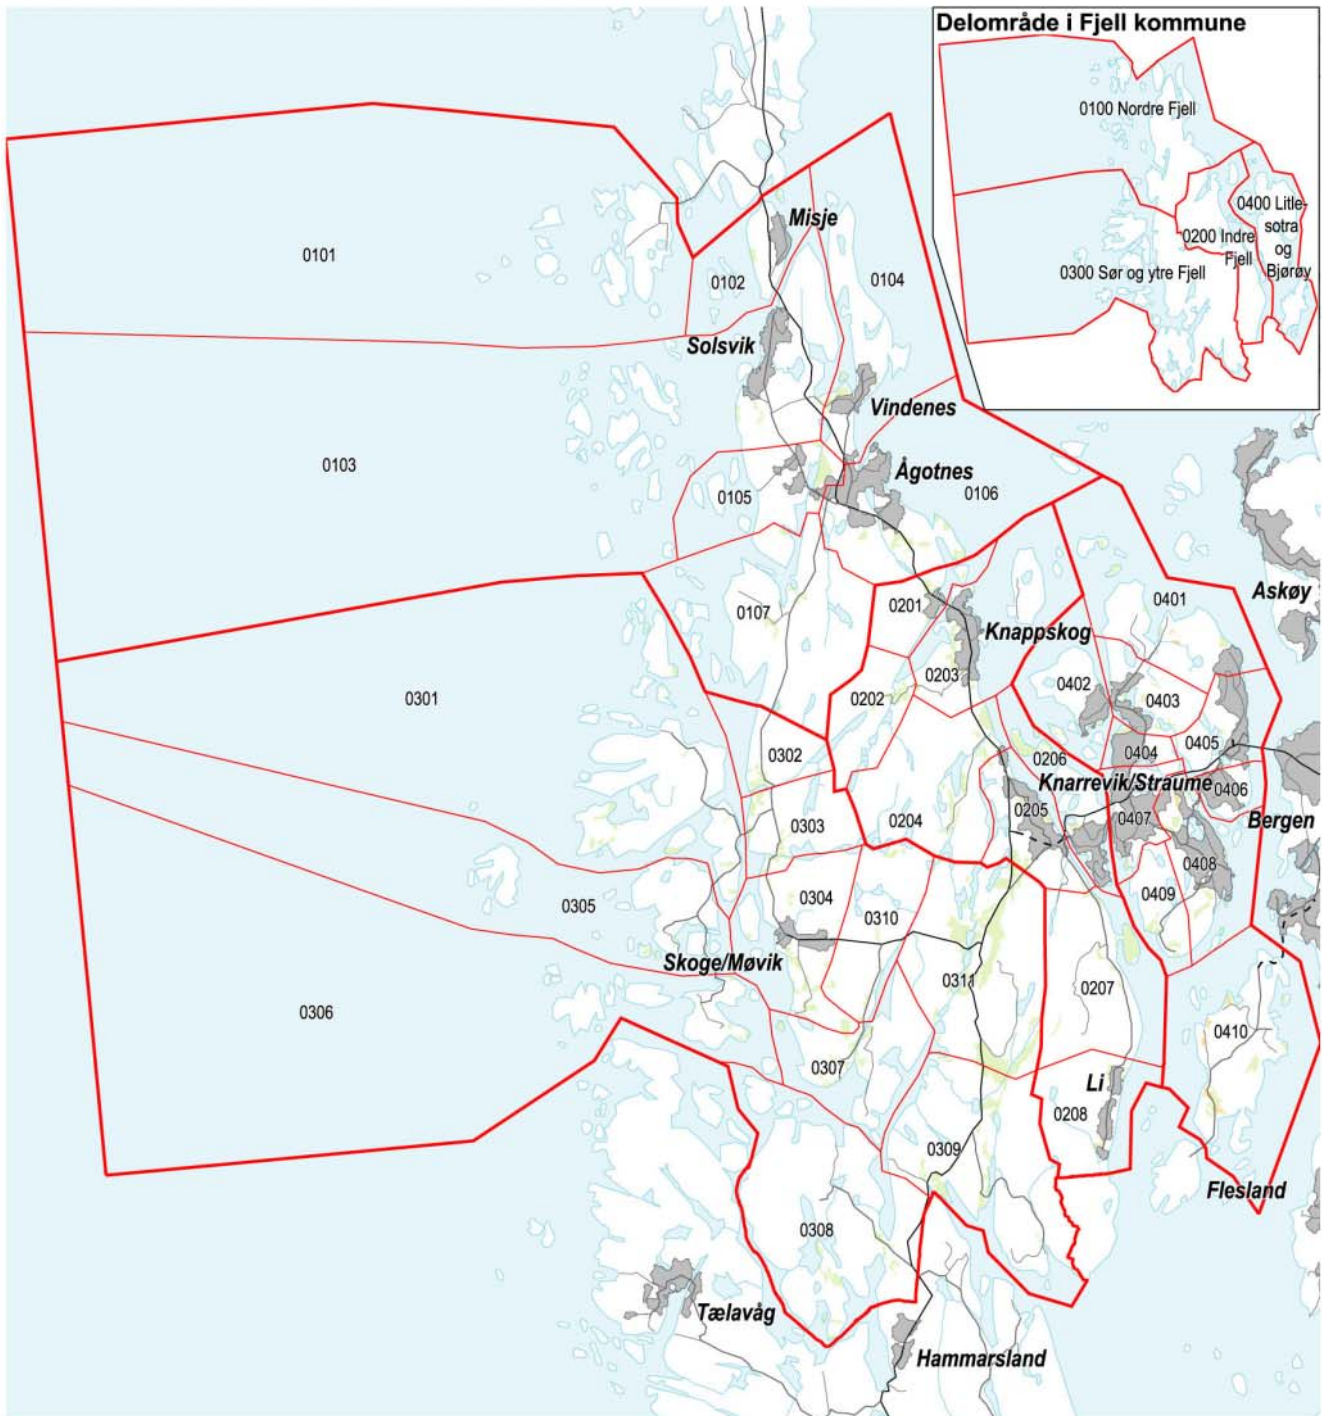 Delområde i Fjell kommune
0100 Nordre Fjell
0400 Litle-
sotra
og
Bjørøy
0200 Indre
Fjell
0300 Sør og ytre Fjell
Misje
0101
0102
0104
Solsvik
Vindenes
0103
Ågotnes
0105
0106
Askøy
0401
0107
0201
Knappskog
0203
0402
0403
0301
0202
0302
0206
0404
0405
Knarrevik/Straume
0406
0205
0303
0204
0407
Bergen
0408
0304
0409
0305
0310
Skoge/Møvik
0311
0207
0306
0410
0307
Li
0208
0309
Flesland
0308
Tælavåg
Hammarsland